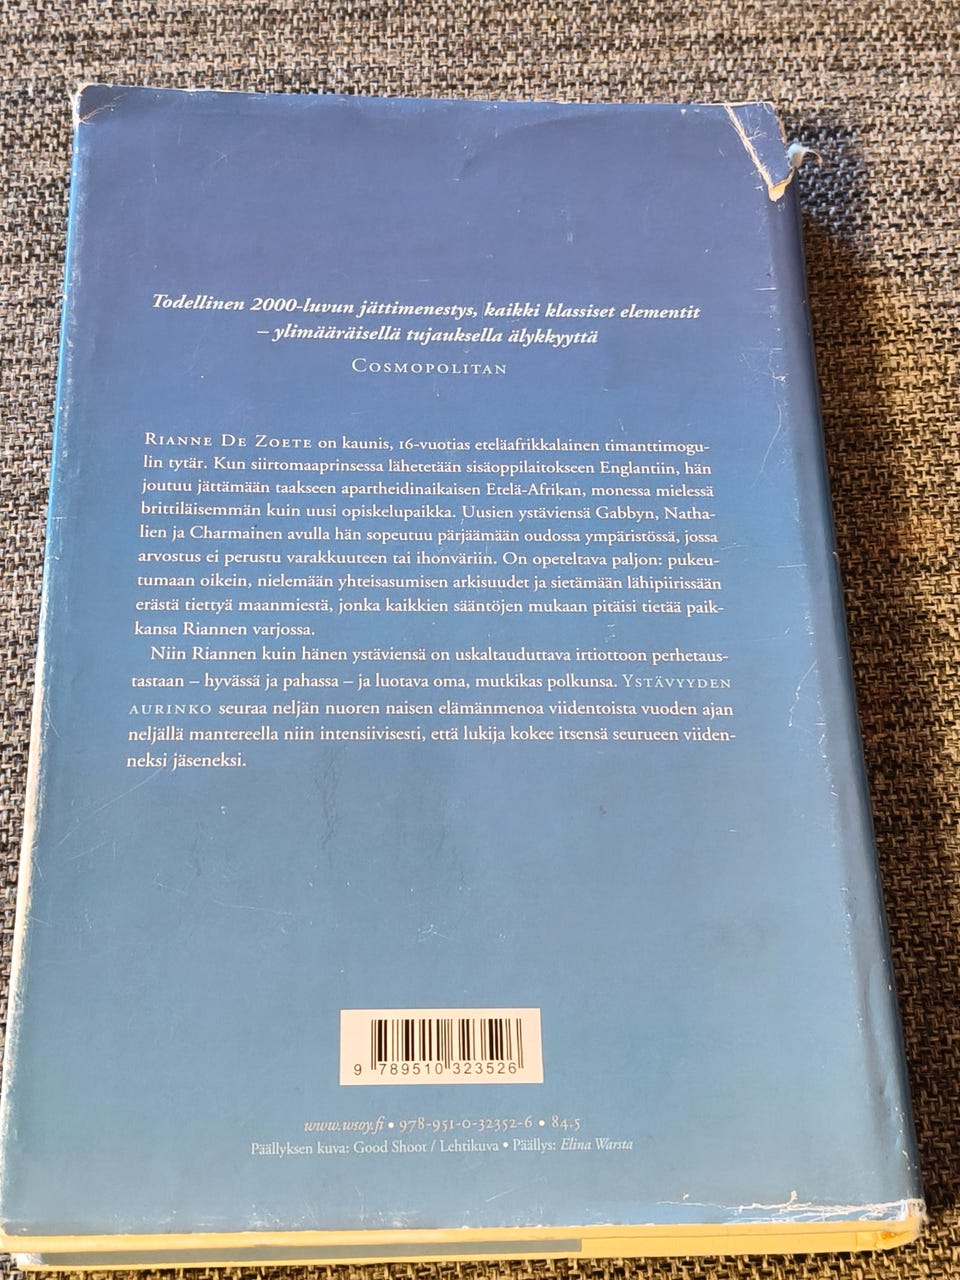 Todellinen 2000-luvun jättimenestys, kaikki klassiset elementit
– ylimääräisellä tujauksella älykkyyttä
COSMOPOLITAN
RIANNE DE ZOETE on kaunis, 16-vuotias eteläafrikkalainen timanttimogu-
lin tytär. Kun siirtomaaprinsessa lähetetään sisäoppilaitokseen Englantiin, hän
joutuu jättämään taakseen apartheidinaikaisen Etelä-Afrikan, monessa mielessä
brittiläisemmän kuin uusi opiskelupaikka. Uusien ystäviensä Gabbyn, Natha-
lien ja Charmainen avulla hän sopeutuu pärjäämään oudossa ympäristössä, jossa
arvostus ei perustu varakkuuteen tai ihonväriin. On opeteltava paljon: pukeu-
tumaan oikein, nielemään yhteisasumisen arkisuudet ja sietämään lähipiirissään
erästä tiettyä maanmiestä, jonka kaikkien sääntöjen mukaan pitäisi tietää paik-
kansa Riannen varjossa.
Niin Riannen kuin hänen ystäviensä on uskaltauduttava irtiottoon perhetaus-
tastaan – hyvässä ja pahassa – ja luotava oma, mutkikas polkunsa. YSTÄVYYDEN
AURINKO seuraa neljän nuoren naisen elämänmenoa viidentoista vuoden ajan
neljällä mantereella niin intensiivisesti, että lukija kokee itsensä seurueen viiden-
neksi jäseneksi.
9 789510 323526
www.wsoy.fi • 978-951-0-32352-6 • 84.5
Päällyksen kuva: Good Shoot / Lehtikuva • Päällys: Elina Warsta